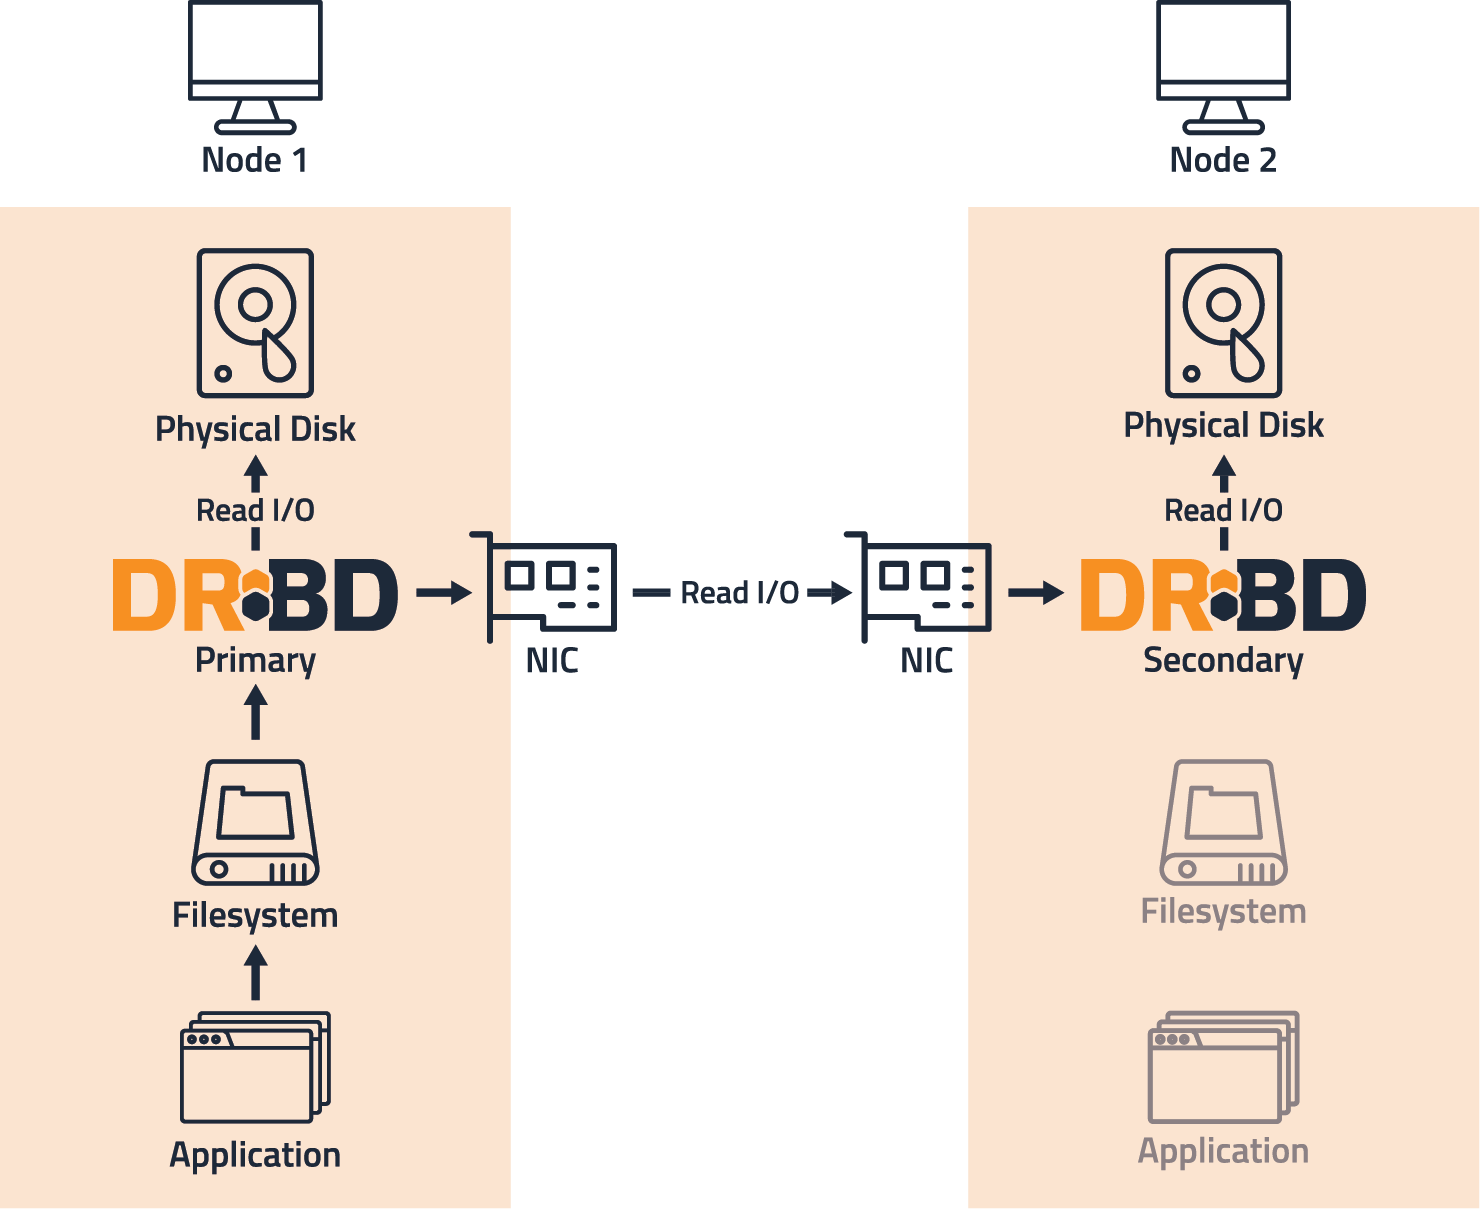 Node 1
Node 2
Physical Disk
Physical Disk
Read I/O
Read I/O
DRBD
Read I/O
DRBD
Primary
NIC
NIC
Secondary
Filesystem
Filesystem
Application
Application